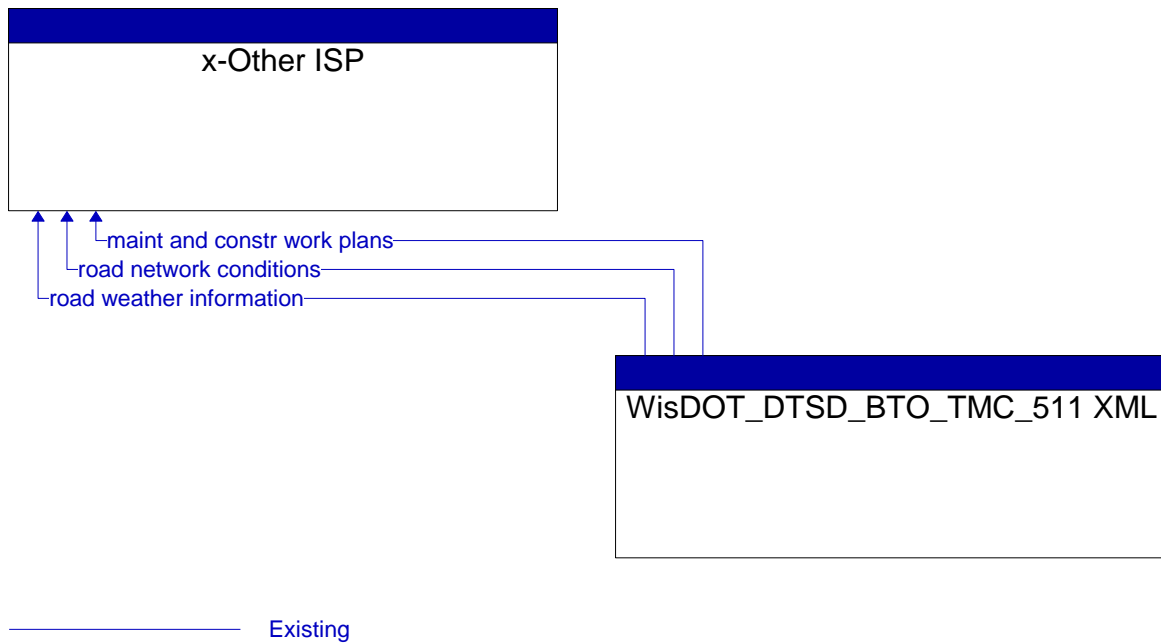 x-Other ISP
maint and constr work plans
road network conditions
road weather information
WisDOT_DTSD_BTO_TMC_511 XML
Existing